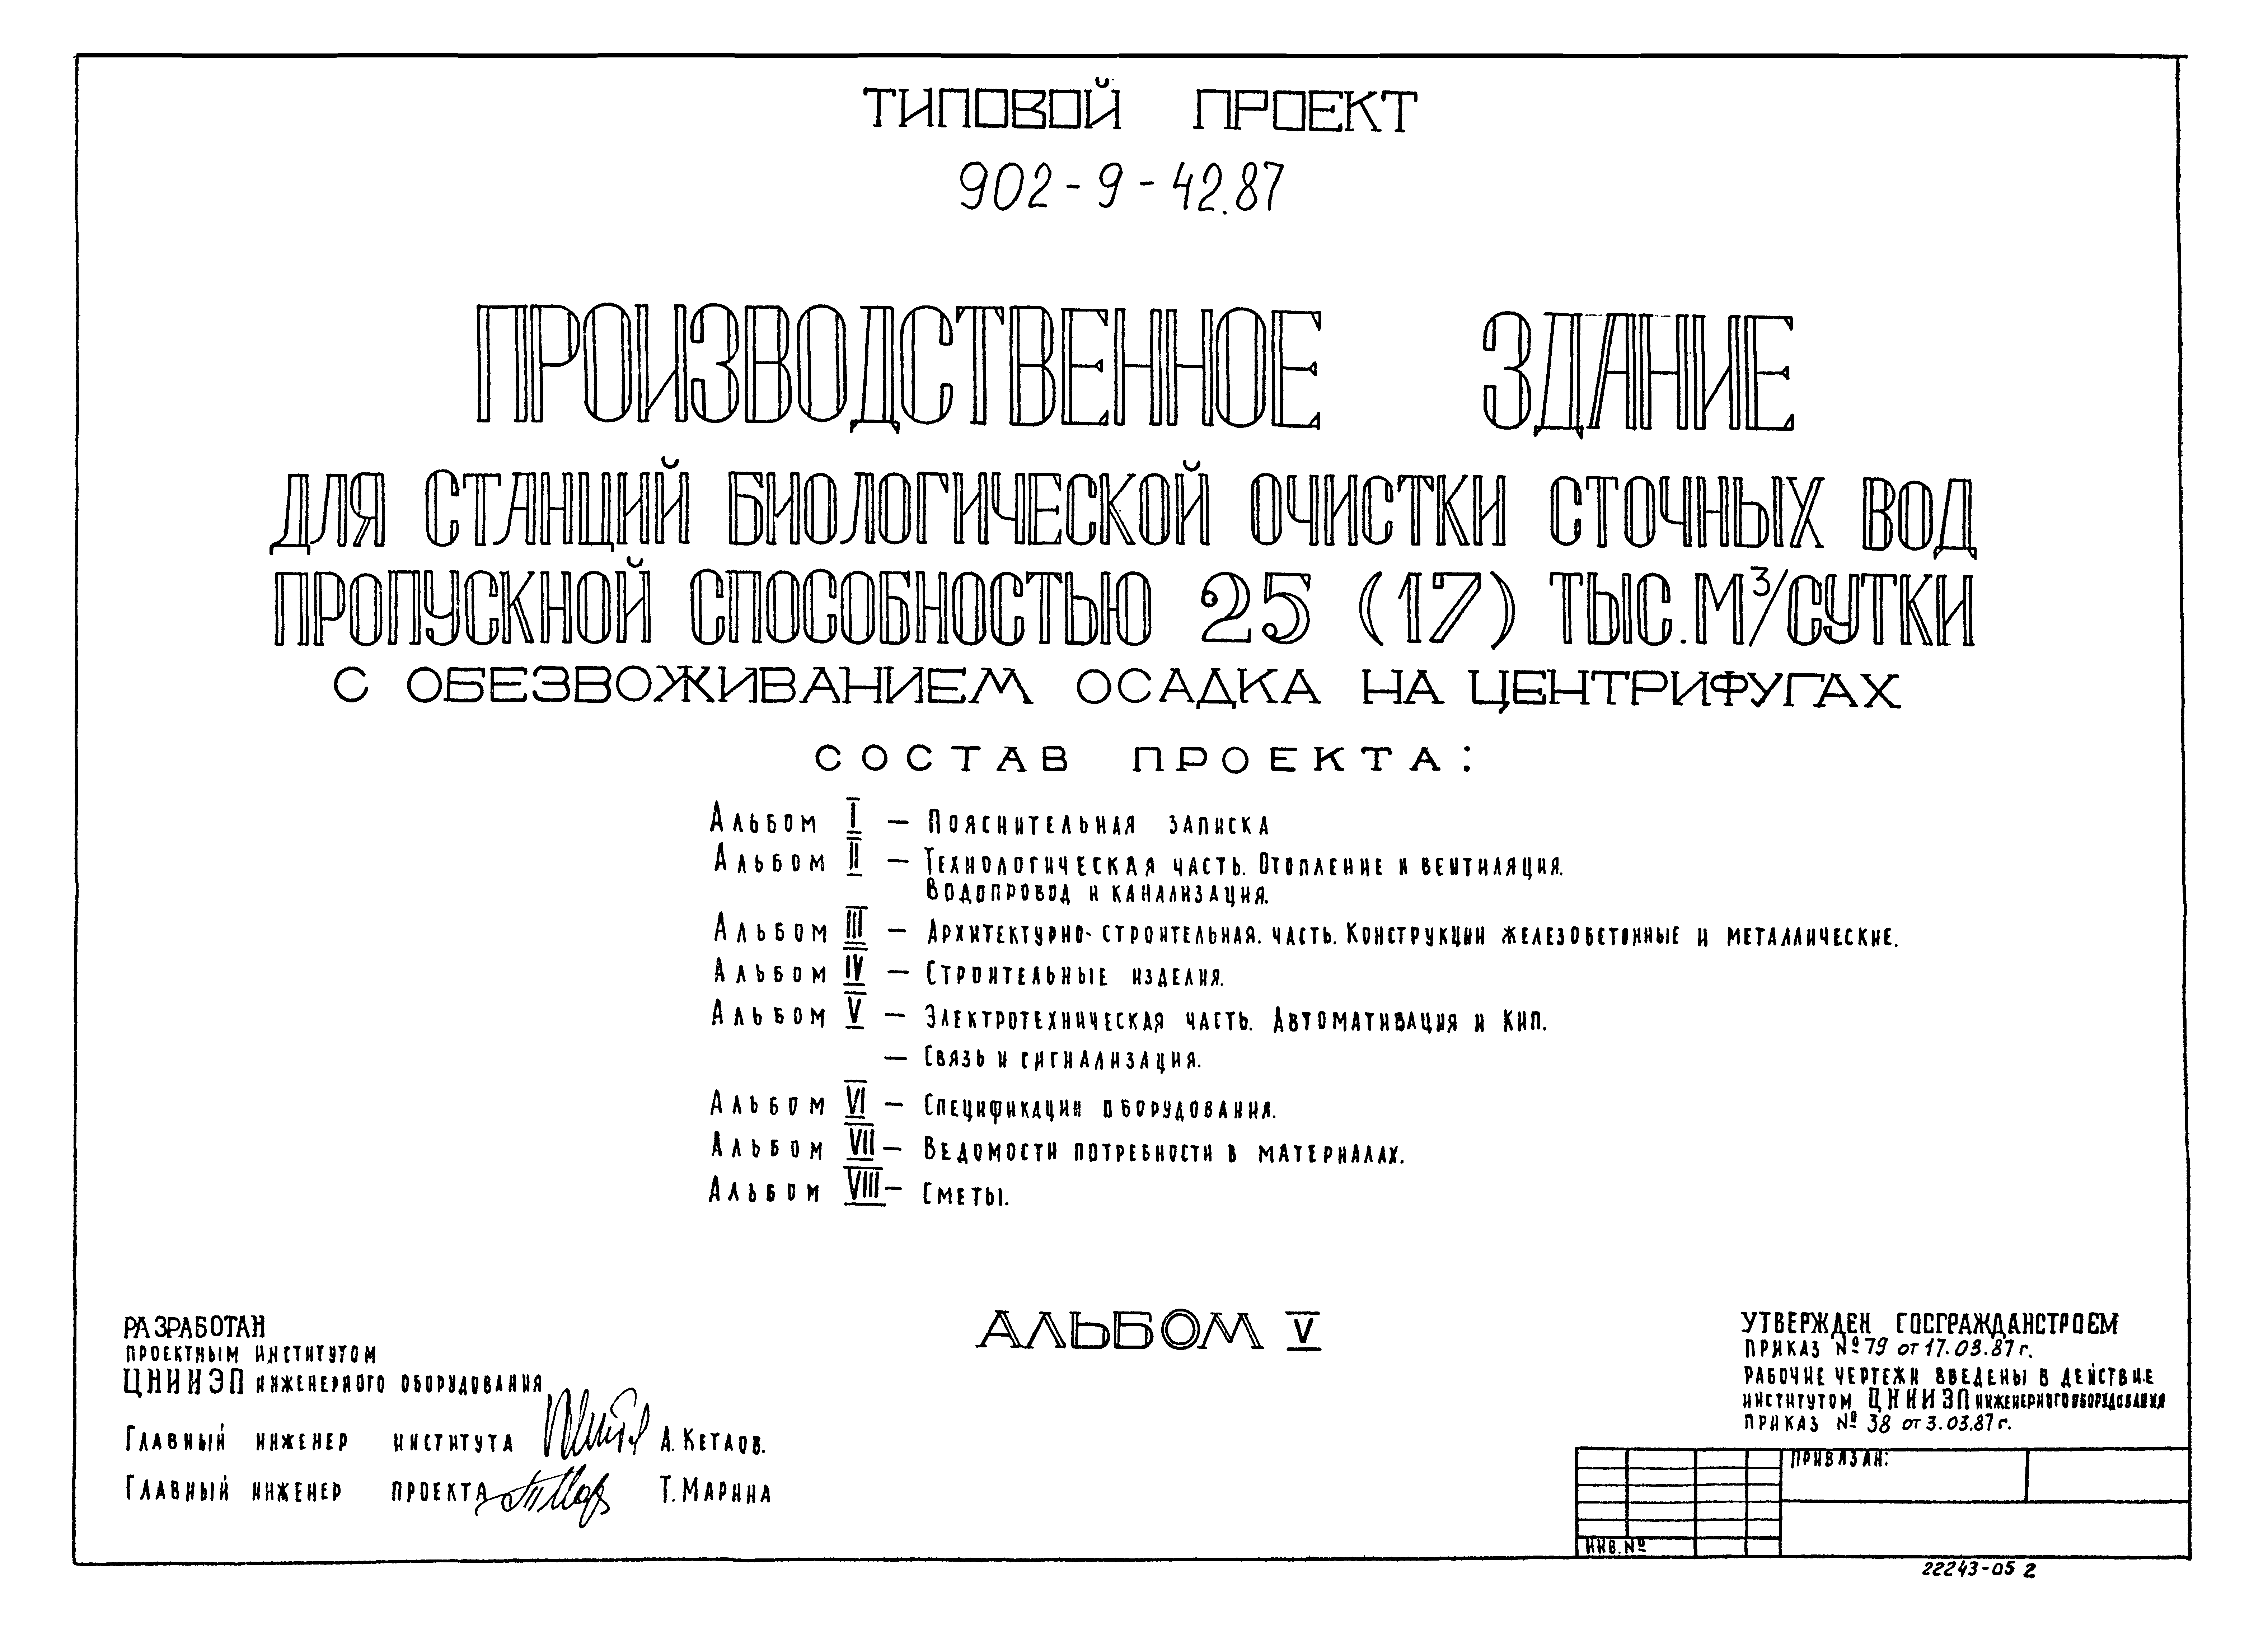 ТИПОВОЙ ПРОЕКТ
902-9-42.87
ПРОИЗВОДСТВЕННОЕ ЗДАНИЕ
ДЛЯ СТАНЦИЙ БИОЛОГИЧЕСКОЙ ОЧИСТКИ СТОЧНЫХ ВОД
ПРОПУСКНОЙ СПОСОБНОСТЬЮ 25 (17) ТЫС.М³/СУТКИ
С ОБЕЗВОЖИВАНИЕМ ОСАДКА НА ЦЕНТРИФУГАХ
СОСТАВ ПРОЕКТА:
Альбом I — Пояснительная записка
Альбом II — Технологическая часть. Отопление и вентиляция.
Водопровод и канализация.
Альбом III — Архитектурно-строительная. часть. Конструкции железобетонные и металлические.
Альбом IV — Строительные изделия.
Альбом V — Электротехническая часть. Автомативация и КИП.
— Связь и сигнализация.
Альбом VI — Спецификации оборудования.
Альбом VII — Ведомости потребности в материалах.
Альбом VIII — Сметы.
АЛЬБОМ V
РАЗРАБОТАН
ПРОЕКТНЫМ ИНСТИТУТОМ
ЦНИИЭП ИНЖЕНЕРНОГО ОБОРУДОВАНИЯ
Главный инженер института А. Кетаов.
Главный инженер проекта Т. Марина
УТВЕРЖДЕН ГОСГРАЖДАНСТРОЕМ
ПРИКАЗ №79 от 17.03.87г.
РАБОЧИЕ ЧЕРТЕЖИ ВВЕДЕНЫ В ДЕЙСТВИЕ
ИНСТИТУТОМ ЦНИИЭП ИНЖЕНЕРНОГО ОБОРУДОВАНИЯ
ПРИКАЗ № 38 от 3.03.87г.
ПРИВЯЗАН:
ИНВ.№
22243-05 2